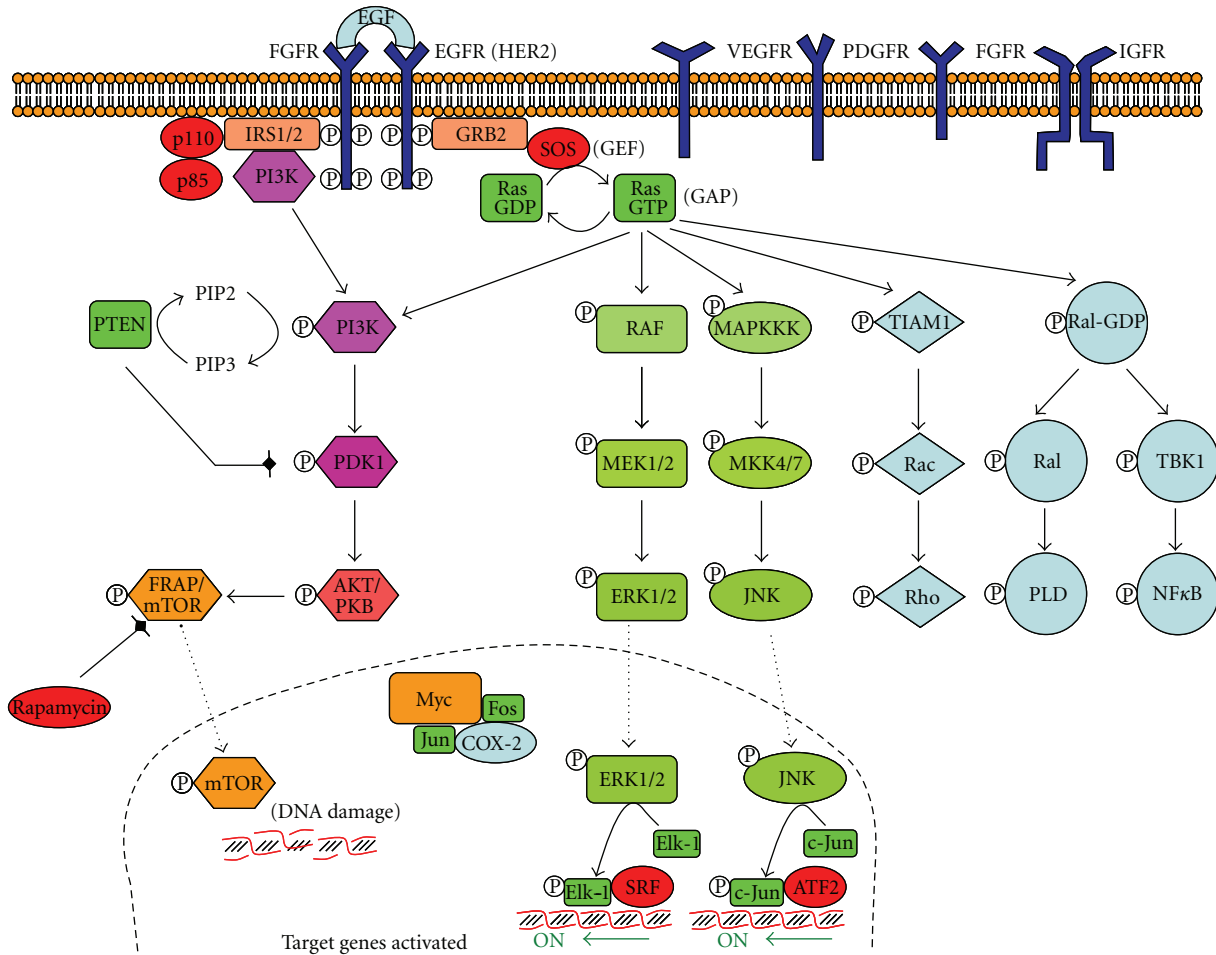 EGF
FGFR
EGFR (HER2)
VEGFR
PDGFR
FGFR
IGFR
p110
IRS1/2
P P
P P
GRB2
SOS
(GEF)
p85
PI3K
P P
P P
Ras
GDP
Ras
GTP
(GAP)
PTEN
PIP2
PIP3
P
PI3K
P
RAF
P
MAPKKK
P
TIAM1
P
Ral-GDP
P
PDK1
P
MEK1/2
P
MKK4/7
P
Rac
P
Ral
P
TBK1
P
FRAP/
mTOR
P
AKT/
PKB
P
ERK1/2
P
JNK
P
Rho
P
PLD
P
NFκB
Rapamycin
Myc
Fos
Jun
COX-2
P
mTOR
(DNA damage)
P
ERK1/2
P
JNK
Elk-1
c-Jun
P
Elk-1
SRF
P
c-Jun
ATF2
Target genes activated
ON
ON